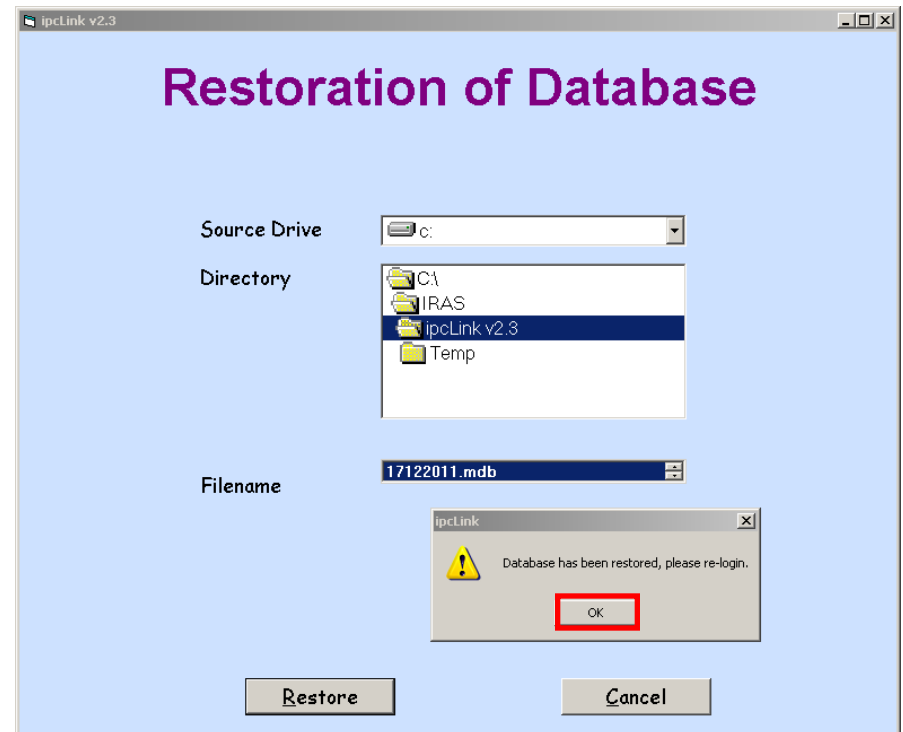 ipcLink v2.3
Restoration of Database
Source Drive
c:
Directory
C:\
IRAS
ipcLink v2.3
Temp
Filename
17122011.mdb
ipcLink
Database has been restored, please re-login.
OK
Restore
Cancel